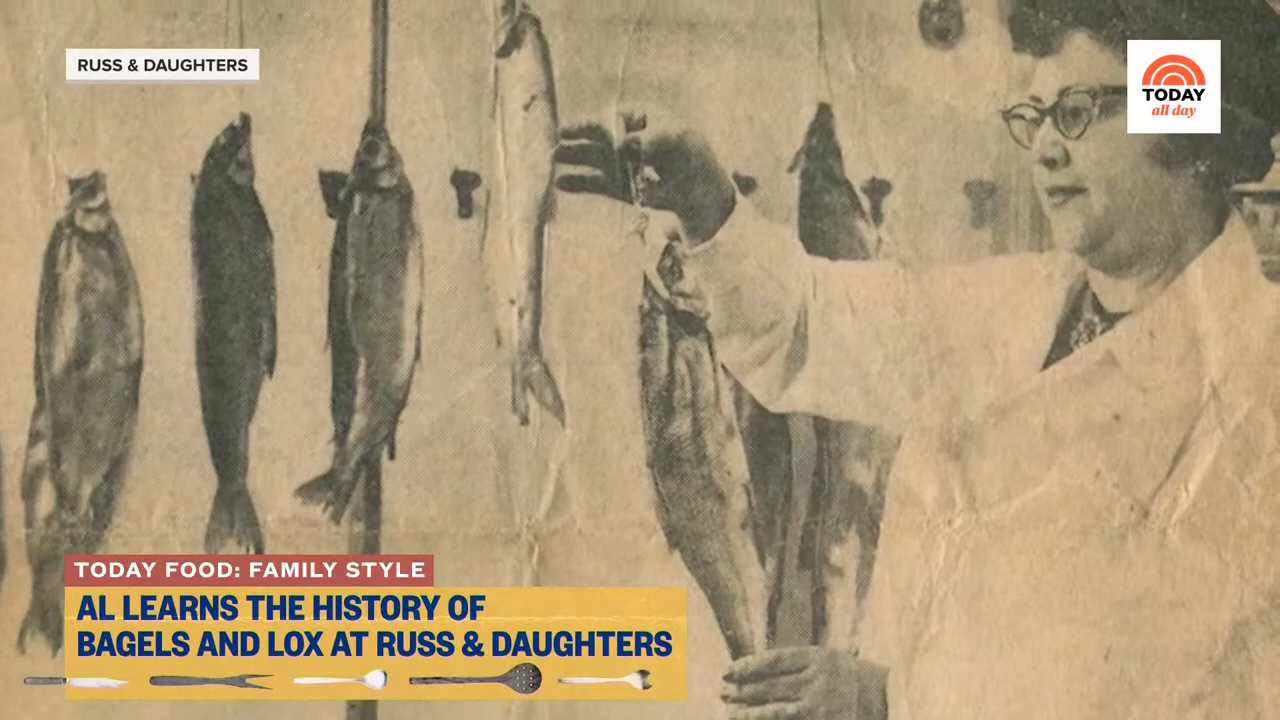 RUSS & DAUGHTERS
TODAY
all day
TODAY FOOD: FAMILY STYLE
AL LEARNS THE HISTORY OF
BAGELS AND LOX AT RUSS & DAUGHTERS